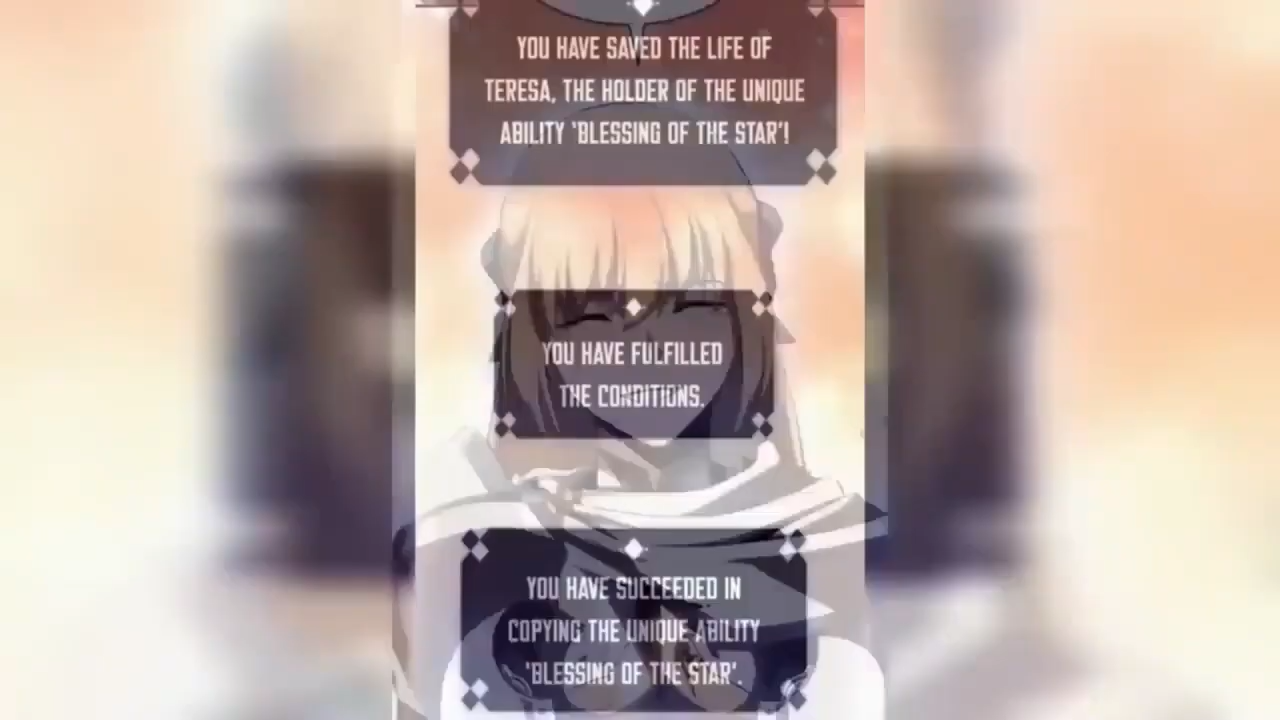 YOU HAVE SAVED THE LIFE OF
TERESA, THE HOLDER OF THE UNIQUE
ABILITY 'BLESSING OF THE STAR'!
YOU HAVE FULFILLED
THE CONDITIONS.
YOU HAVE SUCCEEDED IN
COPYING THE UNIQUE ABILITY
'BLESSING OF THE STAR'.